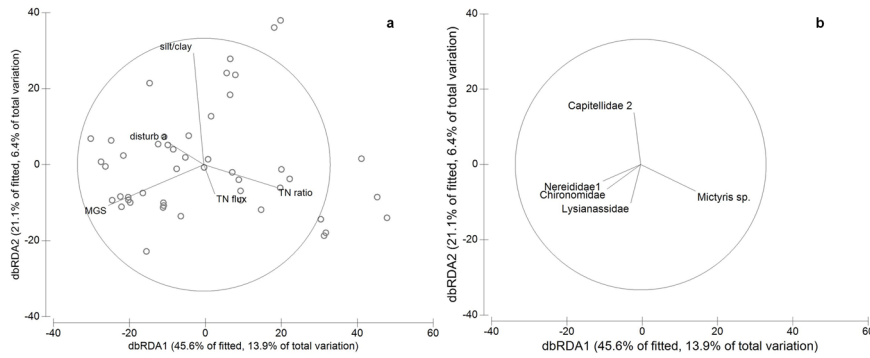 a
40
20
0
-20
-40
-40
-20
0
20
40
60
dbRDA2 (21.1% of fitted, 6.4% of total variation)
dbRDA1 (45.6% of fitted, 13.9% of total variation)
silt/clay
disturb a
MGS
TN flux
TN ratio
b
40
20
0
-20
-40
-40
-20
0
20
40
60
dbRDA2 (21.1% of fitted, 6.4% of total variation)
dbRDA1 (45.6% of fitted, 13.9% of total variation)
Capitellidae 2
Nereididae1
Chironomidae
Lysianassidae
Mictyris sp.